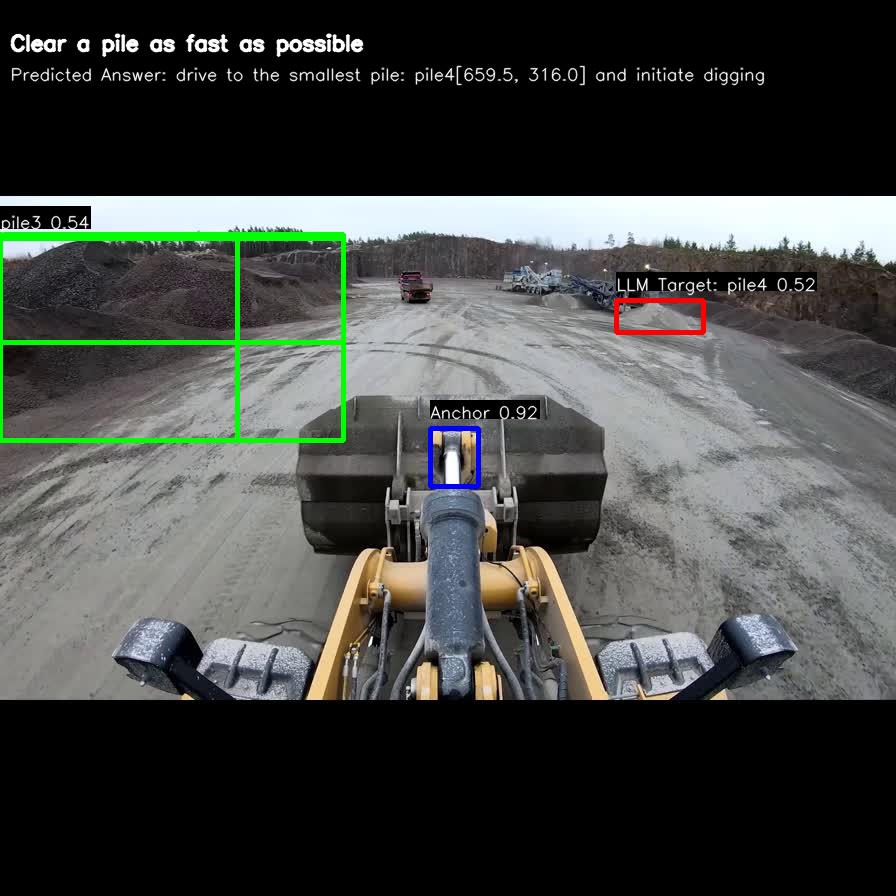 Clear a pile as fast as possible
Predicted Answer: drive to the smallest pile: pile4[659.5, 316.0] and initiate digging
pile3 0.54
LLM Target: pile4 0.52
Anchor 0.92